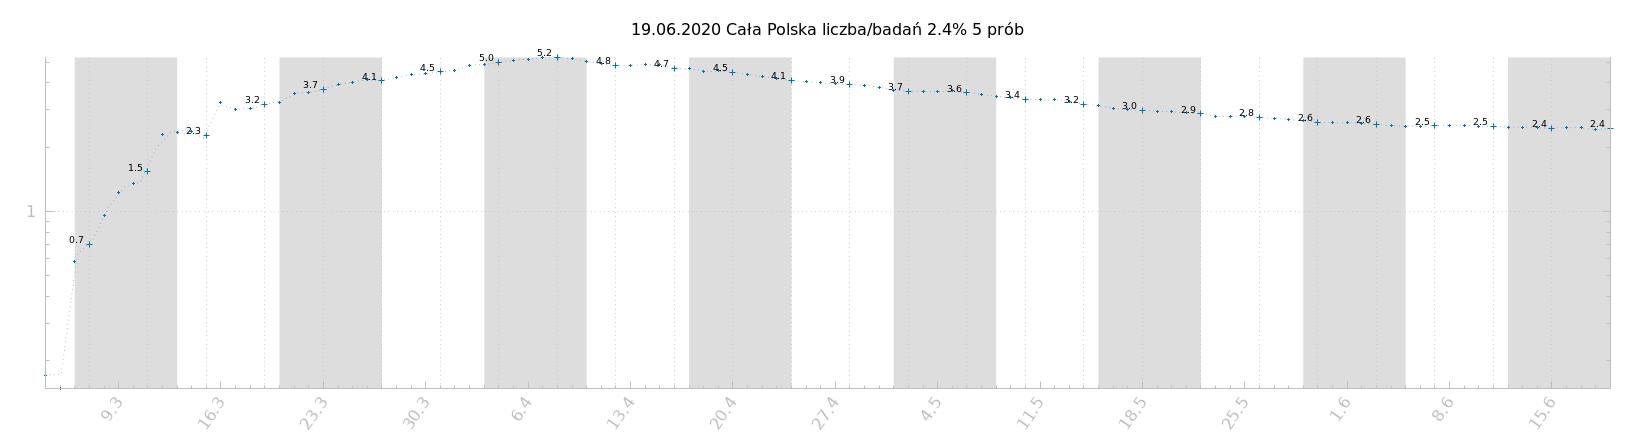 19.06.2020 Cała Polska liczba/badań 2.4% 5 prób
0.7 1.5 2.3 3.2 3.7 4.1 4.5 5.0 5.2 4.8 4.7 4.5 4.1 3.9 3.7 3.6 3.4 3.2 3.0 2.9 2.8 2.6 2.6 2.5 2.5 2.4 2.4
1
9.3 16.3 23.3 30.3 6.4 13.4 20.4 27.4 4.5 11.5 18.5 25.5 1.6 8.6 15.6